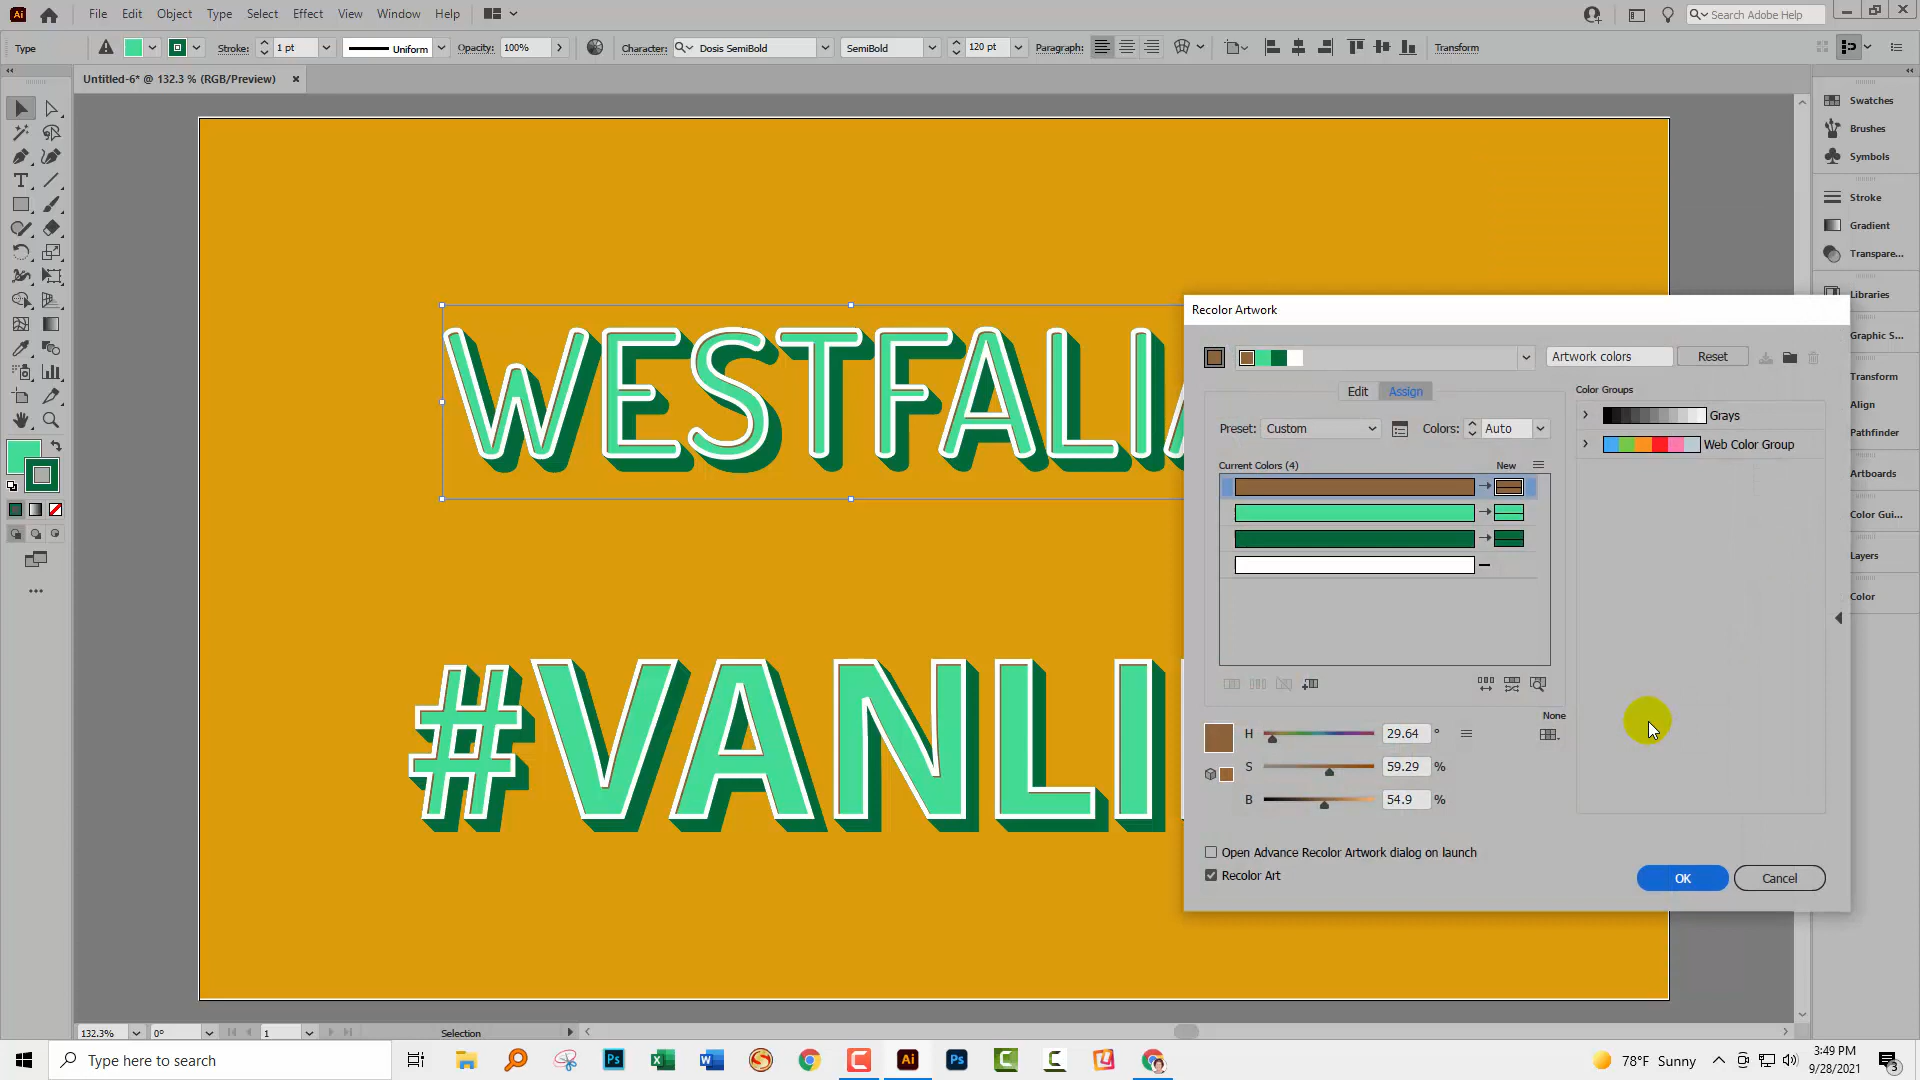 Ai File Edit Object Type Select Effect View Window Help Search Adobe Help
Type Stroke: 1 pt Uniform Opacity: 100% Character: Dosis SemiBold SemiBold 120 pt Paragraph: Transform
Untitled-6* @ 132.3 % (RGB/Preview) ×
WESTFALIA
#VANLI
Recolor Artwork
Artwork colors Reset
Edit Assign
Color Groups
Preset: Custom Colors: Auto
Grays
Web Color Group
Current Colors (4) New
None
H 29.64 °
S 59.29 %
B 54.9 %
Open Advance Recolor Artwork dialog on launch
Recolor Art
OK Cancel
Swatches
Brushes
Symbols
Stroke
Gradient
Transpare...
Libraries
Graphic S...
Transform
Align
Pathfinder
Artboards
Color Gui...
Layers
Color
132.3% 0° 1 Selection
Type here to search
Ps
Ai
Ps
78°F Sunny
3:49 PM
9/28/2021
3